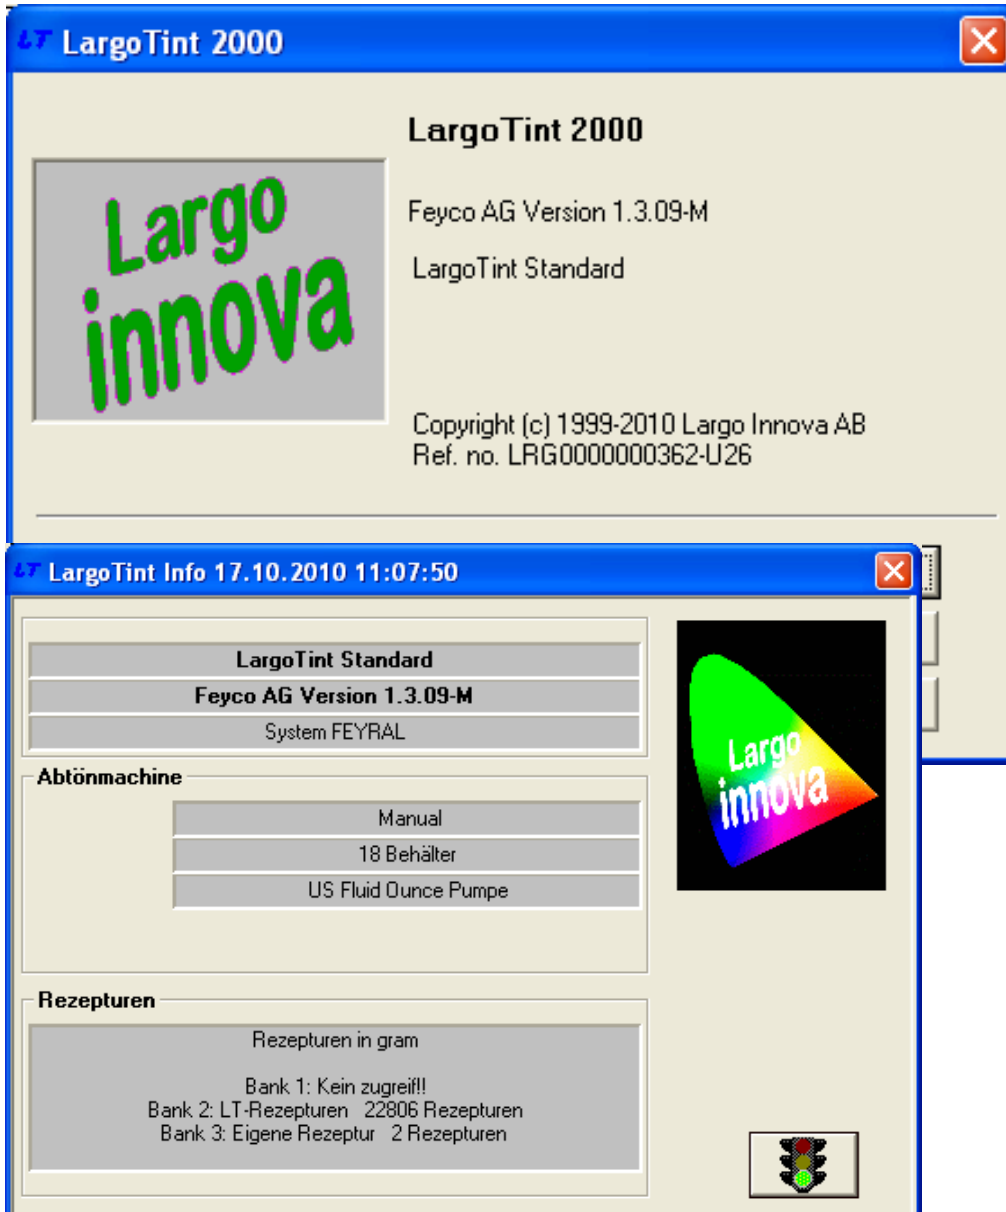 LT LargoTint 2000
LargoTint 2000
Largo
innova
Feyco AG Version 1.3.09-M
LargoTint Standard
Copyright (c) 1999-2010 Largo Innova AB
Ref. no. LRG0000000362-U26
LT LargoTint Info 17.10.2010 11:07:50
LargoTint Standard
Feyco AG Version 1.3.09-M
System FEYRAL
Largo
innova
Abtönmachine
Manual
18 Behälter
US Fluid Ounce Pumpe
Rezepturen
Rezepturen in gram
Bank 1: Kein zugreif!!
Bank 2: LT-Rezepturen 22806 Rezepturen
Bank 3: Eigene Rezeptur 2 Rezepturen